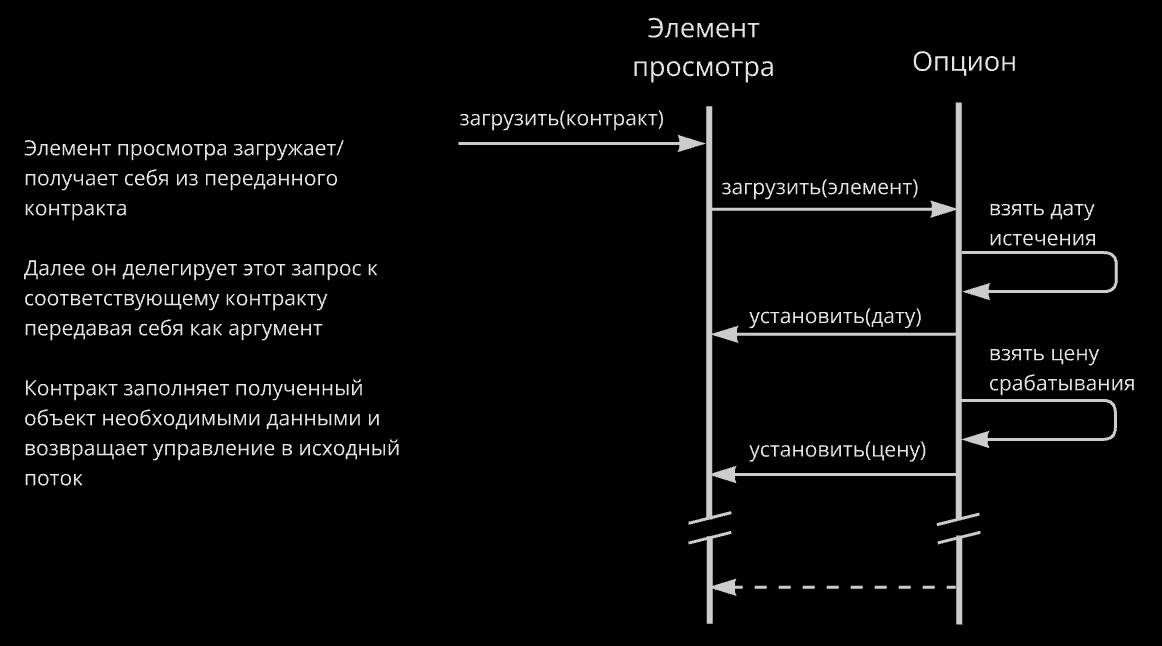 Элемент
просмотра
Опцион
загрузить(контракт)
Элемент просмотра загружает/
получает себя из переданного
контракта
загрузить(элемент)
взять дату
истечения
Далее он делегирует этот запрос к
соответствующему контракту
передавая себя как аргумент
установить(дату)
взять цену
срабатывания
Контракт заполняет полученный
объект необходимыми данными и
возвращает управление в исходный
поток
установить(цену)